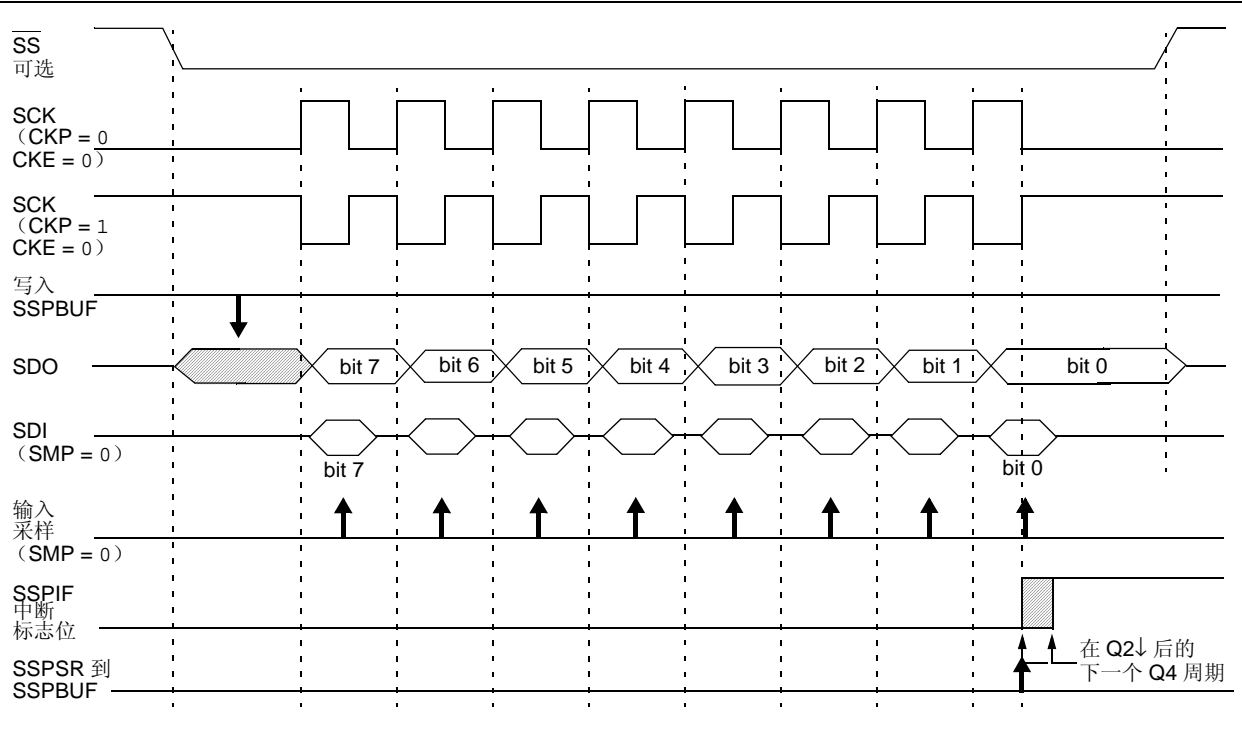 SS
可选
SCK
（CKP = 0
CKE = 0）
SCK
（CKP = 1
CKE = 0）
写入
SSPBUF
SDO
bit 7 bit 6 bit 5 bit 4 bit 3 bit 2 bit 1 bit 0
SDI
（SMP = 0）
bit 7 bit 0
输入
采样
（SMP = 0）
SSPIF
中断
标志位
在 Q2↓ 后的
下一个 Q4 周期
SSPSR 到
SSPBUF